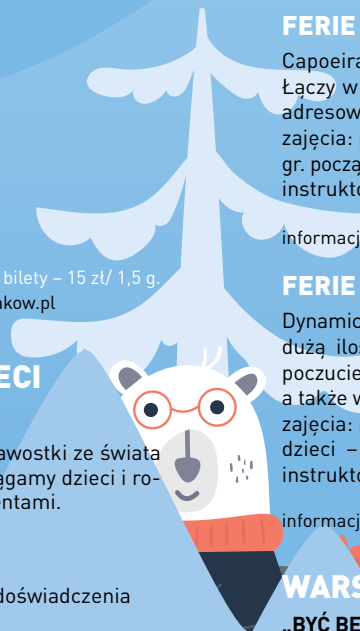 bilety – 15 zł/ 1,5 g.
akow.pl
ECI
awostki ze świata
ągamy dzieci i ro-
entami.
doświadczenia
FERIE
Capoeira
Łączy w
adresow
zajęcia:
gr. począ
instrukto
informacj
FERIE
Dynamic
dużą iloś
poczucie
a także w
zajęcia:
dzieci –
instrukto
informacj
WARS
„BYĆ BE